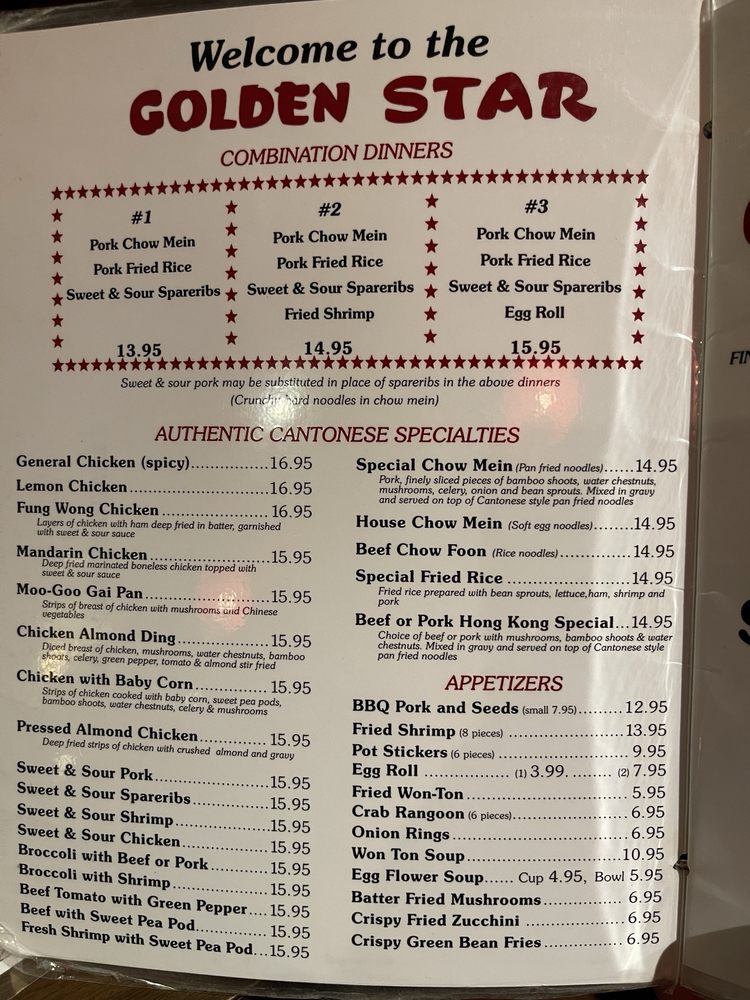 Welcome to the
GOLDEN STAR
COMBINATION DINNERS
#1
Pork Chow Mein
Pork Fried Rice
Sweet & Sour Spareribs
13.95
#2
Pork Chow Mein
Pork Fried Rice
Sweet & Sour Spareribs
Fried Shrimp
14.95
#3
Pork Chow Mein
Pork Fried Rice
Sweet & Sour Spareribs
Egg Roll
15.95
Sweet & sour pork may be substituted in place of spareribs in the above dinners
(Crunchy hard noodles in chow mein)
AUTHENTIC CANTONESE SPECIALTIES
General Chicken (spicy)..................16.95
Lemon Chicken................................16.95
Fung Wong Chicken.........................16.95
Layers of chicken with ham deep fried in batter, garnished
with sweet & sour sauce
Mandarin Chicken...........................15.95
Deep fried marinated boneless chicken topped with
sweet & sour sauce
Moo-Goo Gai Pan............................15.95
Strips of breast of chicken with mushrooms and Chinese
vegetables
Chicken Almond Ding.....................15.95
Diced breast of chicken, mushrooms, water chestnuts, bamboo
shoots, celery, green pepper, tomato & almond stir fried
Chicken with Baby Corn.................15.95
Strips of chicken cooked with baby corn, sweet pea pods,
bamboo shoots, water chestnuts, celery & mushrooms
Pressed Almond Chicken................15.95
Deep fried strips of chicken with crushed almond and gravy
Sweet & Sour Pork..........................15.95
Sweet & Sour Spareribs..................15.95
Sweet & Sour Shrimp......................15.95
Sweet & Sour Chicken.....................15.95
Broccoli with Beef or Pork..............15.95
Broccoli with Shrimp......................15.95
Beef Tomato with Green Pepper....15.95
Beef with Sweet Pea Pod................15.95
Fresh Shrimp with Sweet Pea Pod...15.95
Special Chow Mein (Pan fried noodles)......14.95
Pork, finely sliced pieces of bamboo shoots, water chestnuts,
mushrooms, celery, onion and bean sprouts. Mixed in gravy
and served on top of Cantonese style pan fried noodles
House Chow Mein (Soft egg noodles)........14.95
Beef Chow Foon (Rice noodles)................14.95
Special Fried Rice ............................14.95
Fried rice prepared with bean sprouts, lettuce,ham, shrimp and
pork
Beef or Pork Hong Kong Special...14.95
Choice of beef or pork with mushrooms, bamboo shoots & water
chestnuts. Mixed in gravy and served on top of Cantonese style
pan fried noodles
APPETIZERS
BBQ Pork and Seeds (small 7.95)..........12.95
Fried Shrimp (8 pieces) ..........................13.95
Pot Stickers (6 pieces) ..............................9.95
Egg Roll ................... (1) 3.99. ........ (2) 7.95
Fried Won-Ton.....................................5.95
Crab Rangoon (6 pieces)..........................6.95
Onion Rings........................................6.95
Won Ton Soup....................................10.95
Egg Flower Soup...... Cup 4.95, Bowl 5.95
Batter Fried Mushrooms..................6.95
Crispy Fried Zucchini ......................6.95
Crispy Green Bean Fries..................6.95